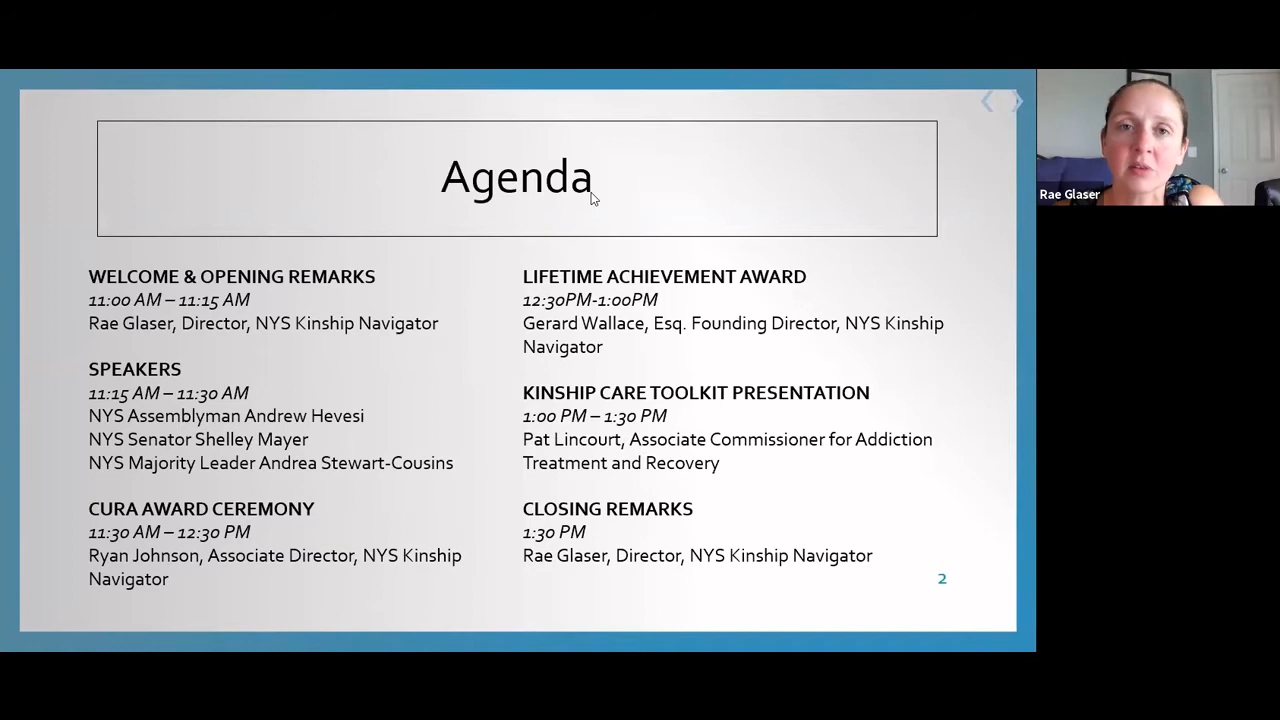 Agenda
WELCOME & OPENING REMARKS
11:00 AM – 11:15 AM
Rae Glaser, Director, NYS Kinship Navigator
SPEAKERS
11:15 AM – 11:30 AM
NYS Assemblyman Andrew Hevesi
NYS Senator Shelley Mayer
NYS Majority Leader Andrea Stewart-Cousins
CURA AWARD CEREMONY
11:30 AM – 12:30 PM
Ryan Johnson, Associate Director, NYS Kinship
Navigator
LIFETIME ACHIEVEMENT AWARD
12:30PM-1:00PM
Gerard Wallace, Esq. Founding Director, NYS Kinship
Navigator
KINSHIP CARE TOOLKIT PRESENTATION
1:00 PM – 1:30 PM
Pat Lincourt, Associate Commissioner for Addiction
Treatment and Recovery
CLOSING REMARKS
1:30 PM
Rae Glaser, Director, NYS Kinship Navigator
2
Rae Glaser